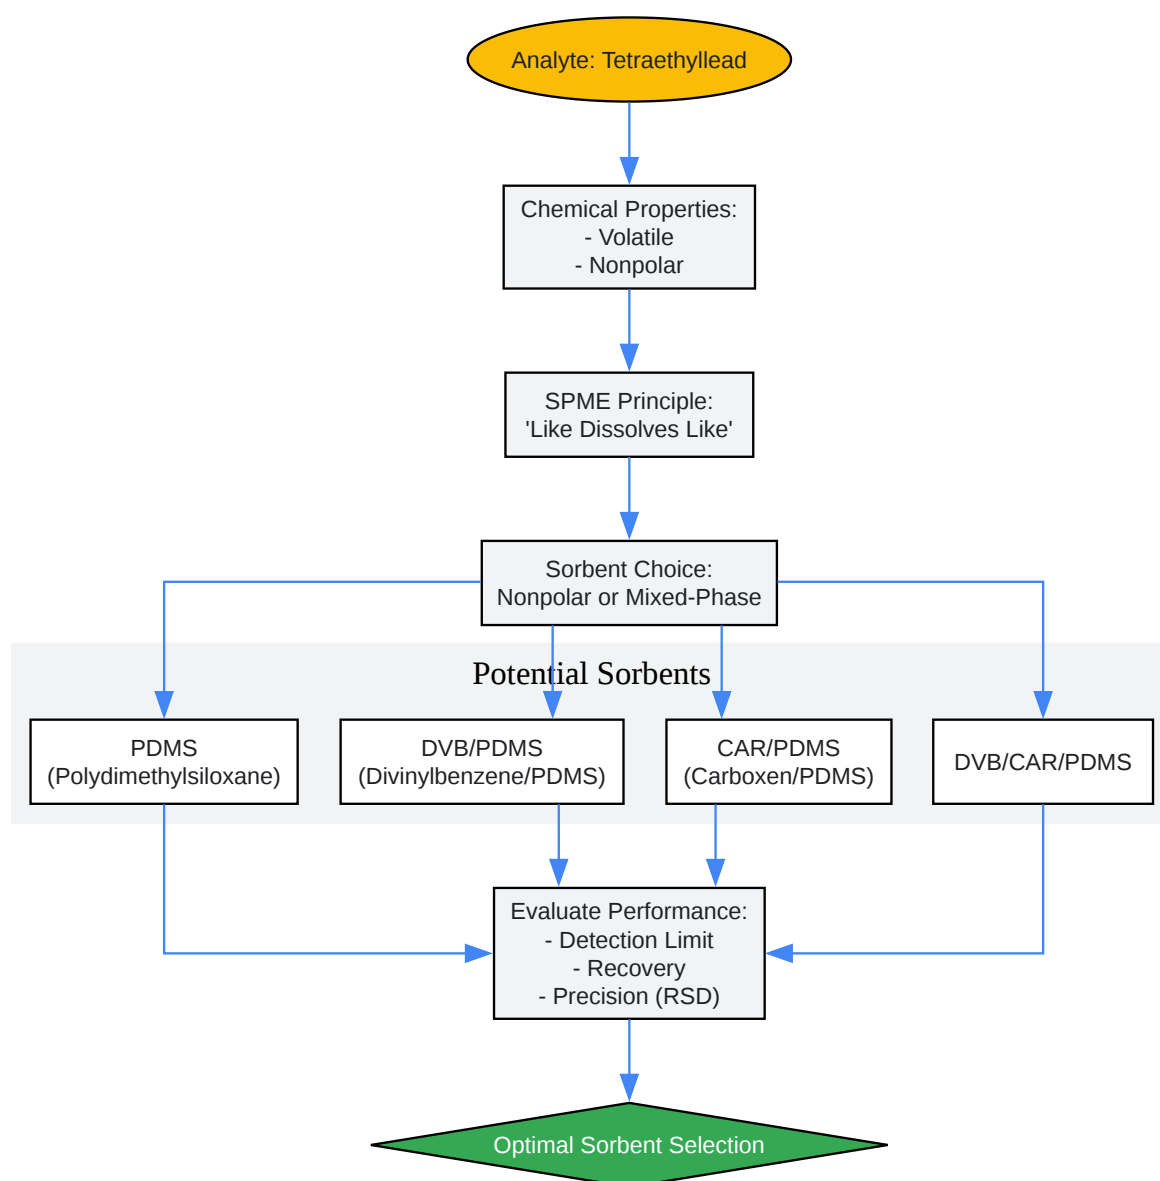 Analyte: Tetraethyllead
Chemical Properties:
- Volatile
- Nonpolar
SPME Principle:
'Like Dissolves Like'
Sorbent Choice:
Nonpolar or Mixed-Phase
Potential Sorbents
PDMS
(Polydimethylsiloxane)
DVB/PDMS
(Divinylbenzene/PDMS)
CAR/PDMS
(Carboxen/PDMS)
DVB/CAR/PDMS
Evaluate Performance:
- Detection Limit
- Recovery
- Precision (RSD)
Optimal Sorbent Selection